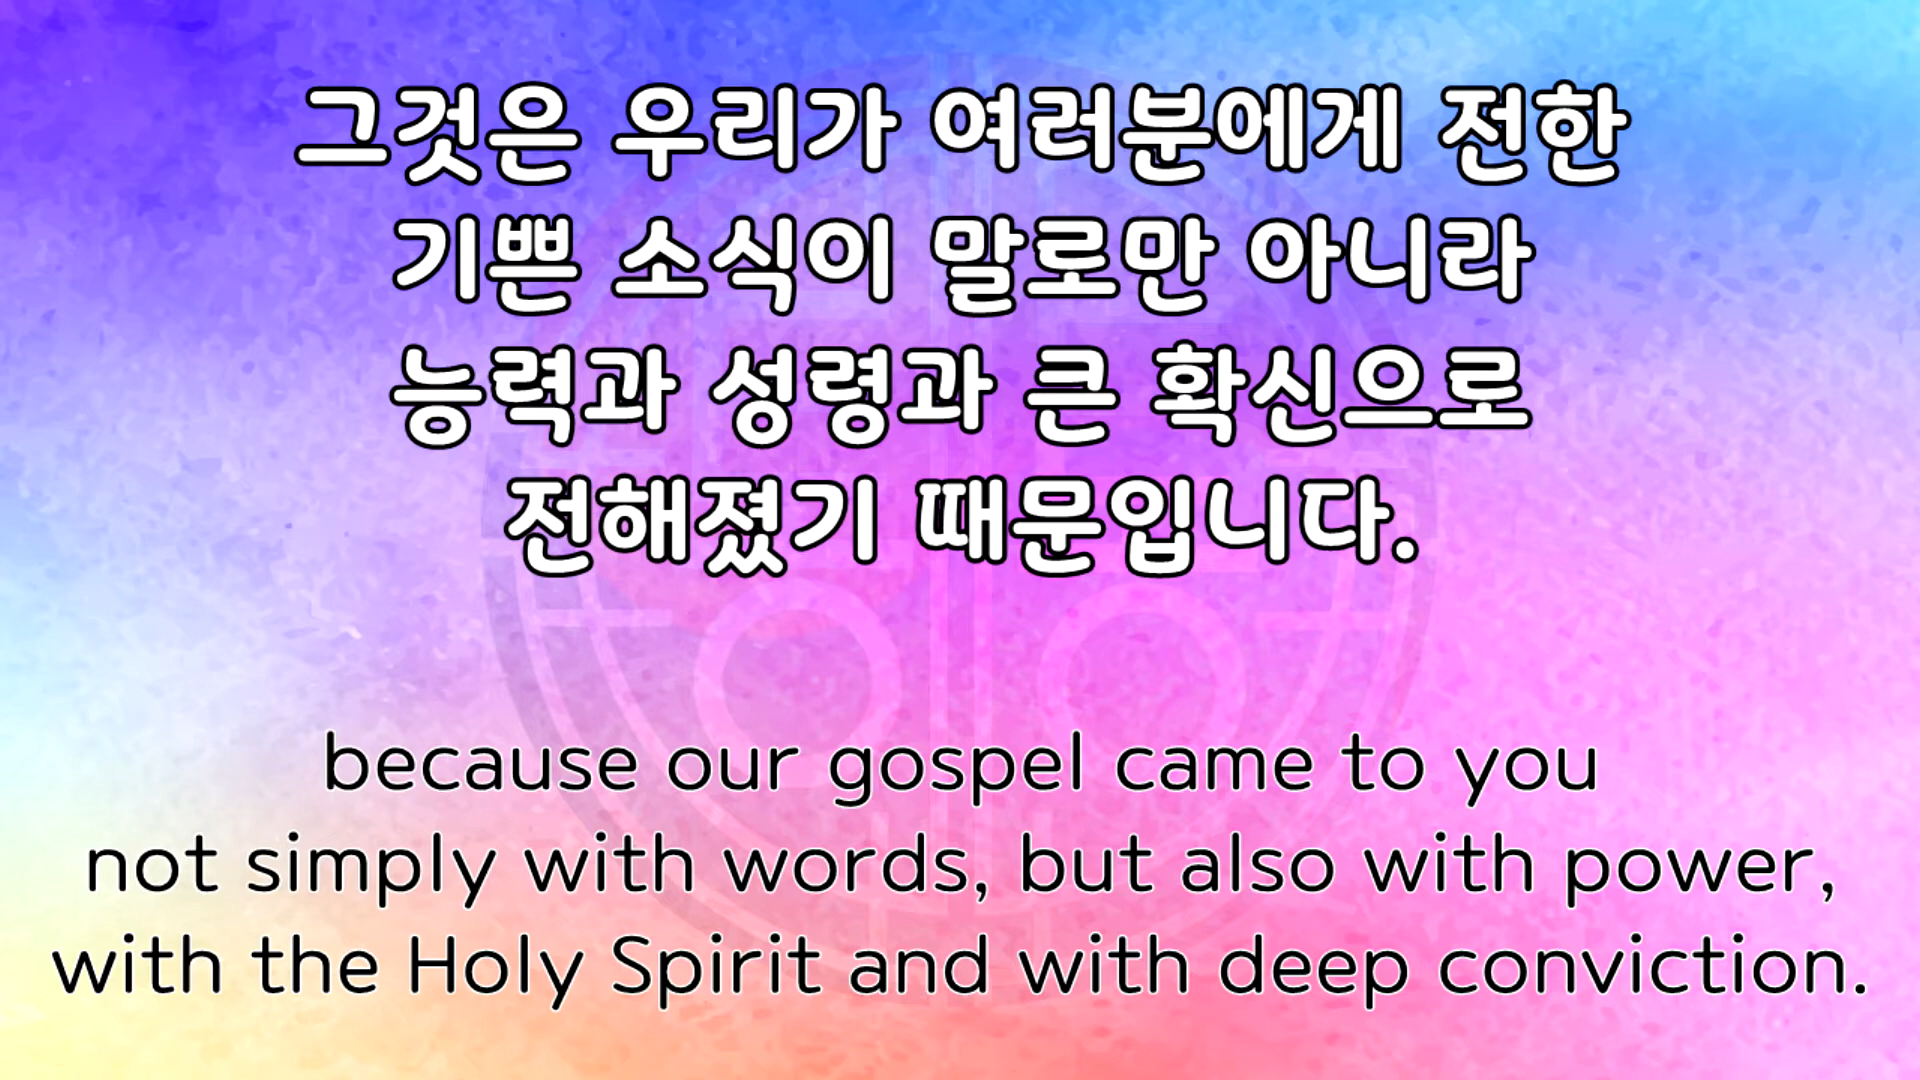 그것은 우리가 여러분에게 전한
기쁜 소식이 말로만 아니라
능력과 성령과 큰 확신으로
전해졌기 때문입니다.
because our gospel came to you
not simply with words, but also with power,
with the Holy Spirit and with deep conviction.